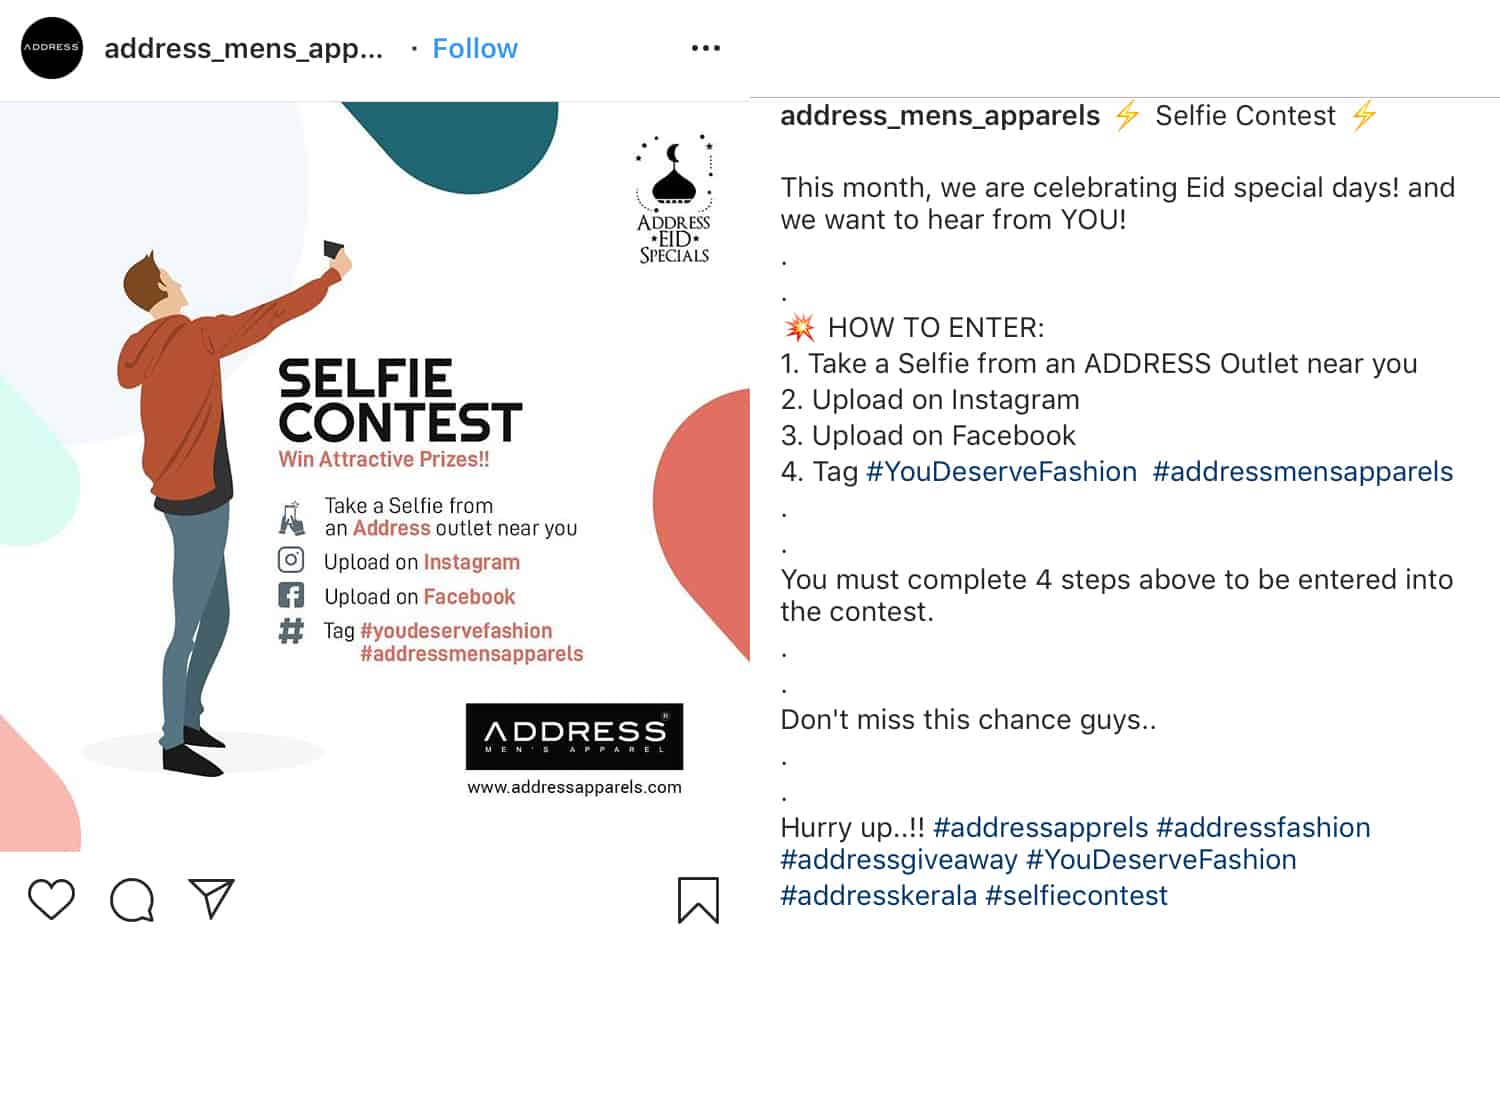 ADDRESS
address_mens_app... · Follow
ADDRESS
EID
SPECIALS
SELFIE
CONTEST
Win Attractive Prizes!!
Take a Selfie from
an Address outlet near you
Upload on Instagram
Upload on Facebook
Tag #youdeservefashion
#addressmensapparels
ADDRESS®
MEN'S APPAREL
www.addressapparels.com
address_mens_apparels ⚡ Selfie Contest ⚡
This month, we are celebrating Eid special days! and
we want to hear from YOU!
.
.
💥 HOW TO ENTER:
1. Take a Selfie from an ADDRESS Outlet near you
2. Upload on Instagram
3. Upload on Facebook
4. Tag #YouDeserveFashion #addressmensapparels
.
.
You must complete 4 steps above to be entered into
the contest.
.
.
Don't miss this chance guys..
.
.
Hurry up..!! #addressapprels #addressfashion
#addressgiveaway #YouDeserveFashion
#addresskerala #selfiecontest